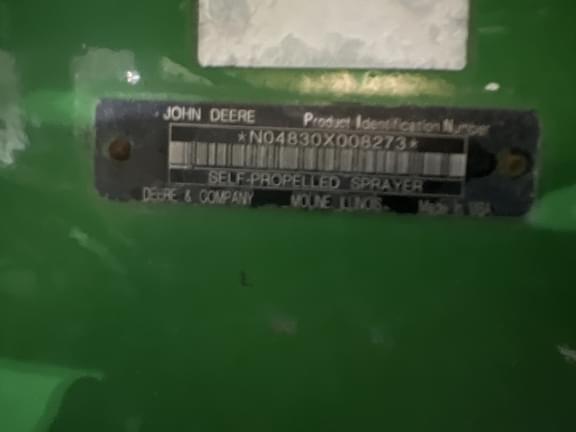 JOHN DEERE Product Identification Number
*N04830X008273*
SELF-PROPELLED SPRAYER
DEERE & COMPANY MOLINE ILLINOIS Made in USA